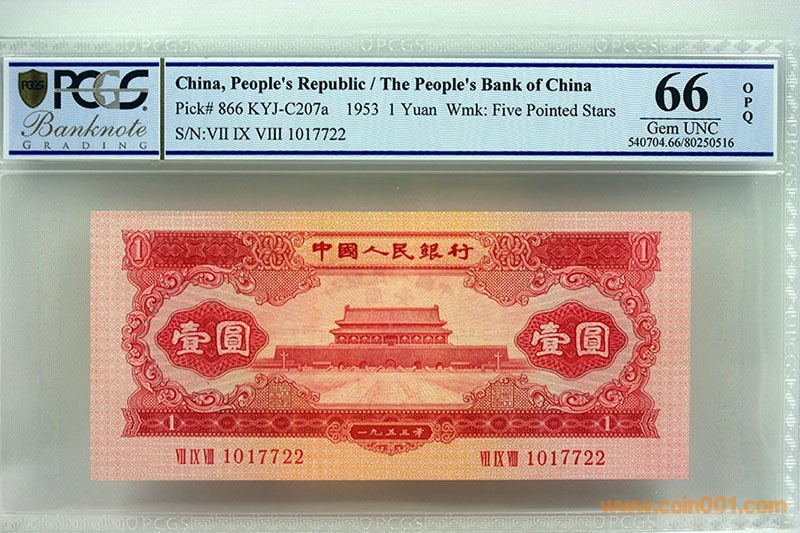 PCGS PCGS
Banknote
GRADING
China, People's Republic / The People's Bank of China
Pick# 866 KYJ-C207a 1953 1 Yuan Wmk: Five Pointed Stars
S/N:VII IX VIII 1017722
66
Gem UNC
540704.66/80250516
OPQ
1 中國人民銀行 1
壹圓 壹圓
1 一九五三年 1
VII IX VIII 1017722 VII IX VIII 1017722
www.coin001.com